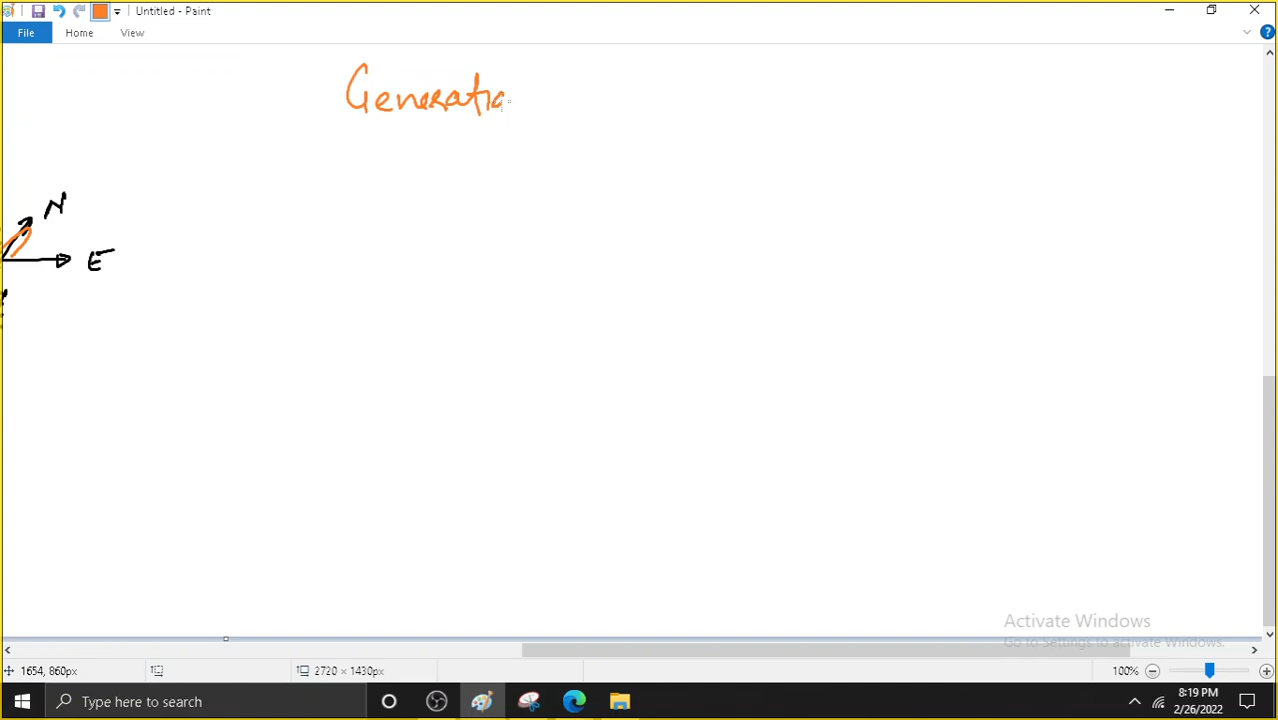 Untitled - Paint
File Home View
Generatio
N
E
Activate Windows
Go to Settings to activate Windows.
1654, 860px
2720 × 1430px
100%
Type here to search
8:19 PM
2/26/2022